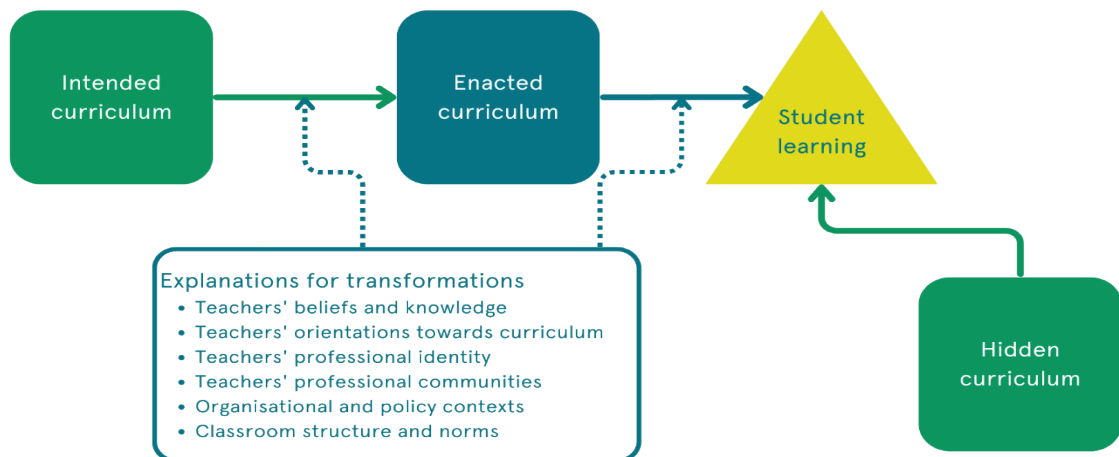 Intended
curriculum
Enacted
curriculum
Student
learning
Explanations for transformations
• Teachers' beliefs and knowledge
• Teachers' orientations towards curriculum
• Teachers' professional identity
• Teachers' professional communities
• Organisational and policy contexts
• Classroom structure and norms
Hidden
curriculum